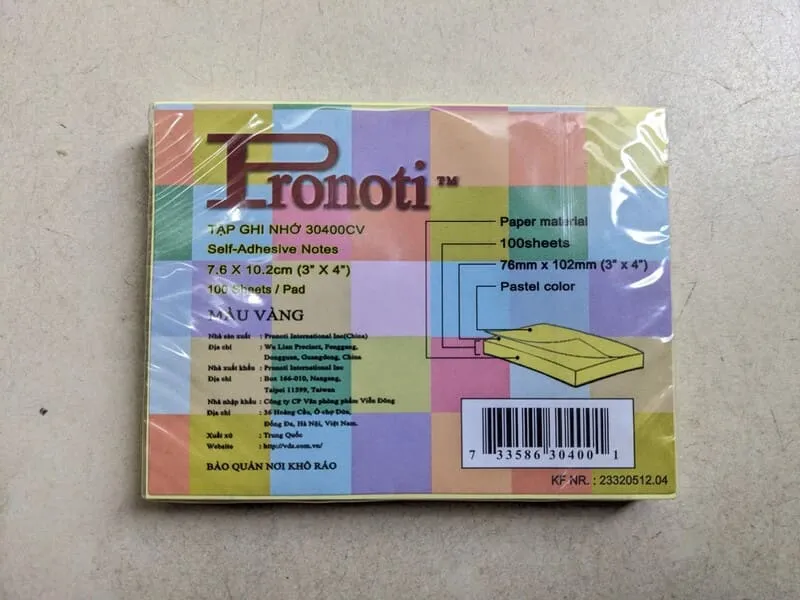 Pronoti™
TẠP GHI NHỚ 30400CV
Self-Adhesive Notes
7.6 X 10.2cm (3" X 4")
100 Sheets / Pad
MÀU VÀNG
Nhà sản xuất : Pronoti International Inc(China)
Địa chỉ : Wu Lian Precinct, Fenggang,
Dongguan, Guangdong, China
Nhà xuất khẩu : Pronoti International Inc
Địa chỉ : Box 166-010, Nangang,
Taipei 11599, Taiwan
Nhà nhập khẩu : Công ty CP Văn phòng phẩm Viễn Đông
Địa chỉ : 36 Hoàng Cầu, Ô chợ Dừa,
Đống Đa, Hà Nội, Việt Nam.
Xuất xứ : Trung Quốc
Website : http://vdz.com.vn/
BẢO QUẢN NƠI KHÔ RÁO
Paper material
100sheets
76mm x 102mm (3" x 4")
Pastel color
7 33586 30400 1
KF NR. : 23320512.04